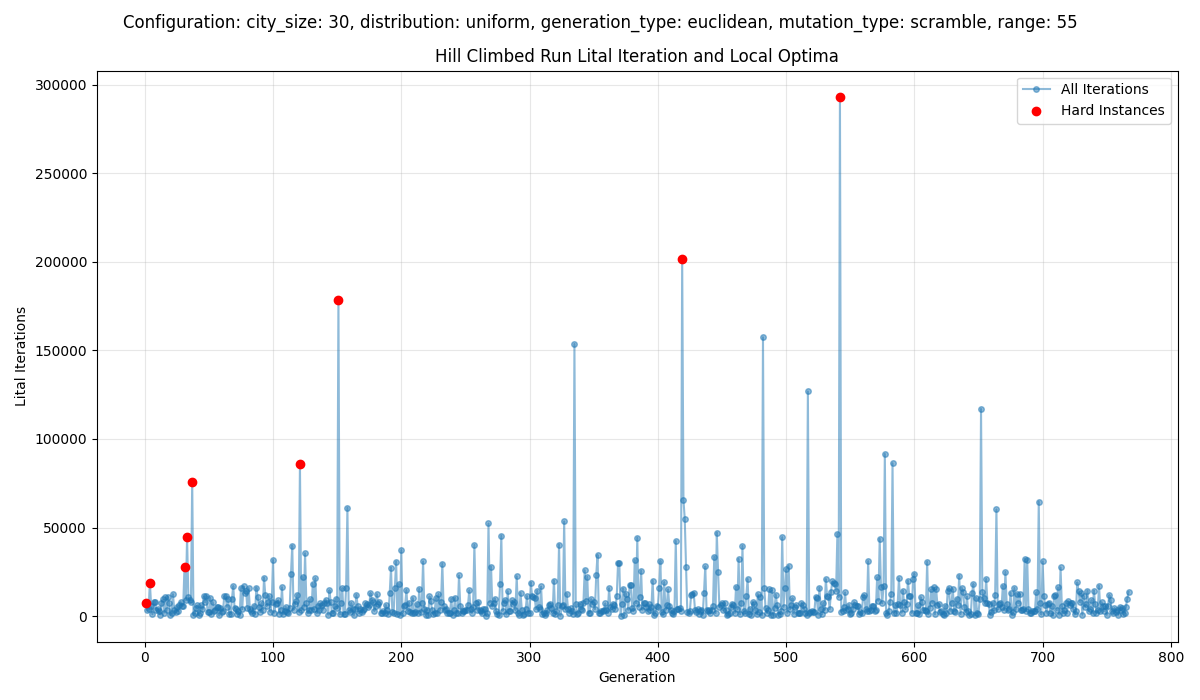 Configuration: city_size: 30, distribution: uniform, generation_type: euclidean, mutation_type: scramble, range: 55
Hill Climbed Run Lital Iteration and Local Optima
300000
250000
200000
150000
100000
50000
0
Lital Iterations
All Iterations
Hard Instances
0 100 200 300 400 500 600 700 800
Generation